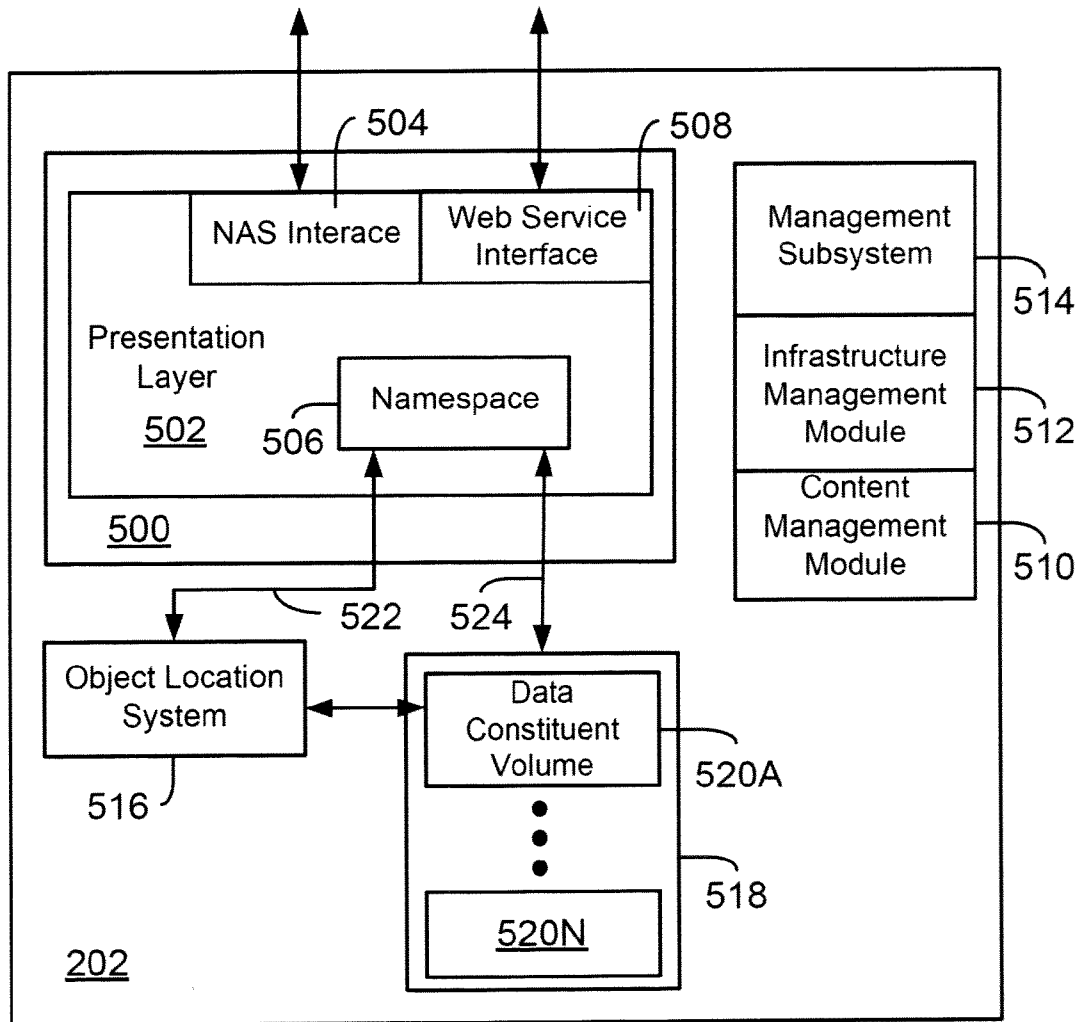 504
508
NAS Interace
Web Service
Interface
Management
Subsystem
514
Presentation
Layer
502
Namespace
506
Infrastructure
Management
Module
512
500
Content
Management
Module
510
522
524
Object Location
System
516
Data
Constituent
Volume
520A
518
520N
202